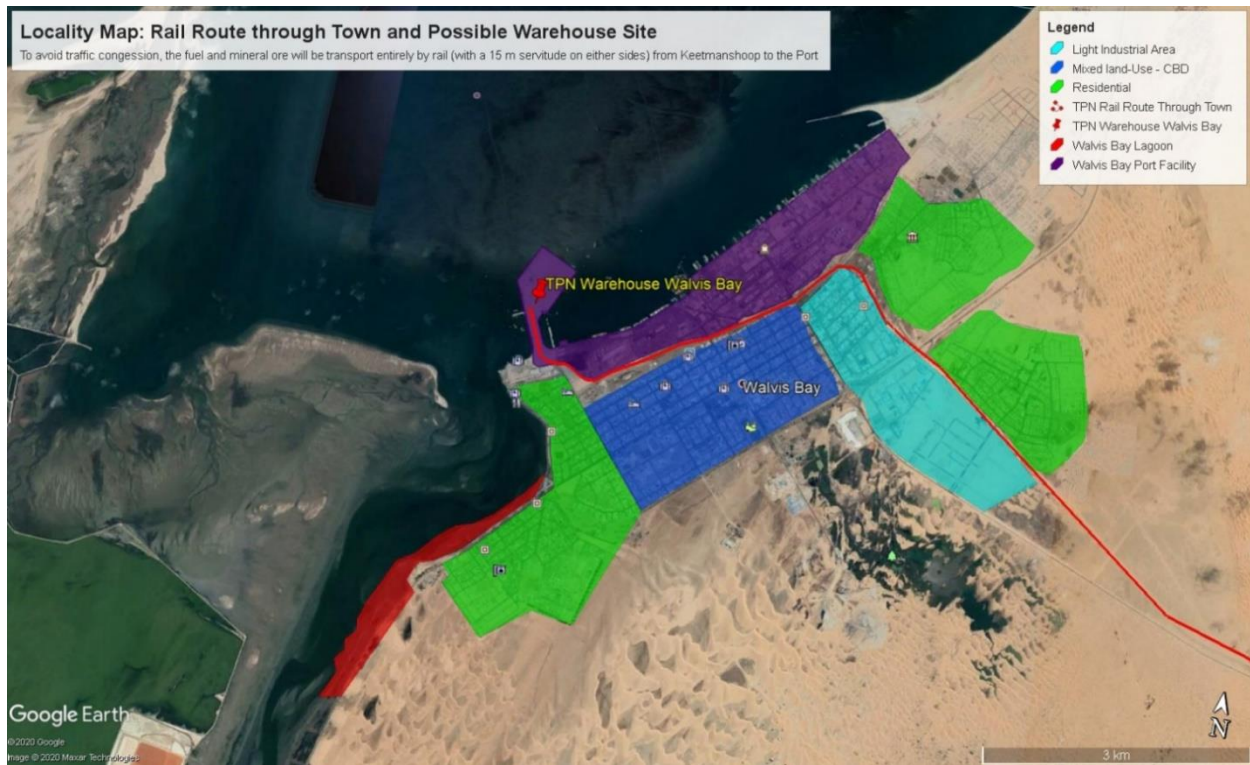 Locality Map: Rail Route through Town and Possible Warehouse Site
To avoid traffic congession, the fuel and mineral ore will be transport entirely by rail (with a 15 m servitude on either sides) from Keetmanshoop to the Port
Legend
Light Industrial Area
Mixed land-Use - CBD
Residential
TPN Rail Route Through Town
TPN Warehouse Walvis Bay
Walvis Bay Lagoon
Walvis Bay Port Facility
TPN Warehouse Walvis Bay
Walvis Bay
Google Earth
©2020 Google
Image © 2020 Maxar Technologies
N
3 km